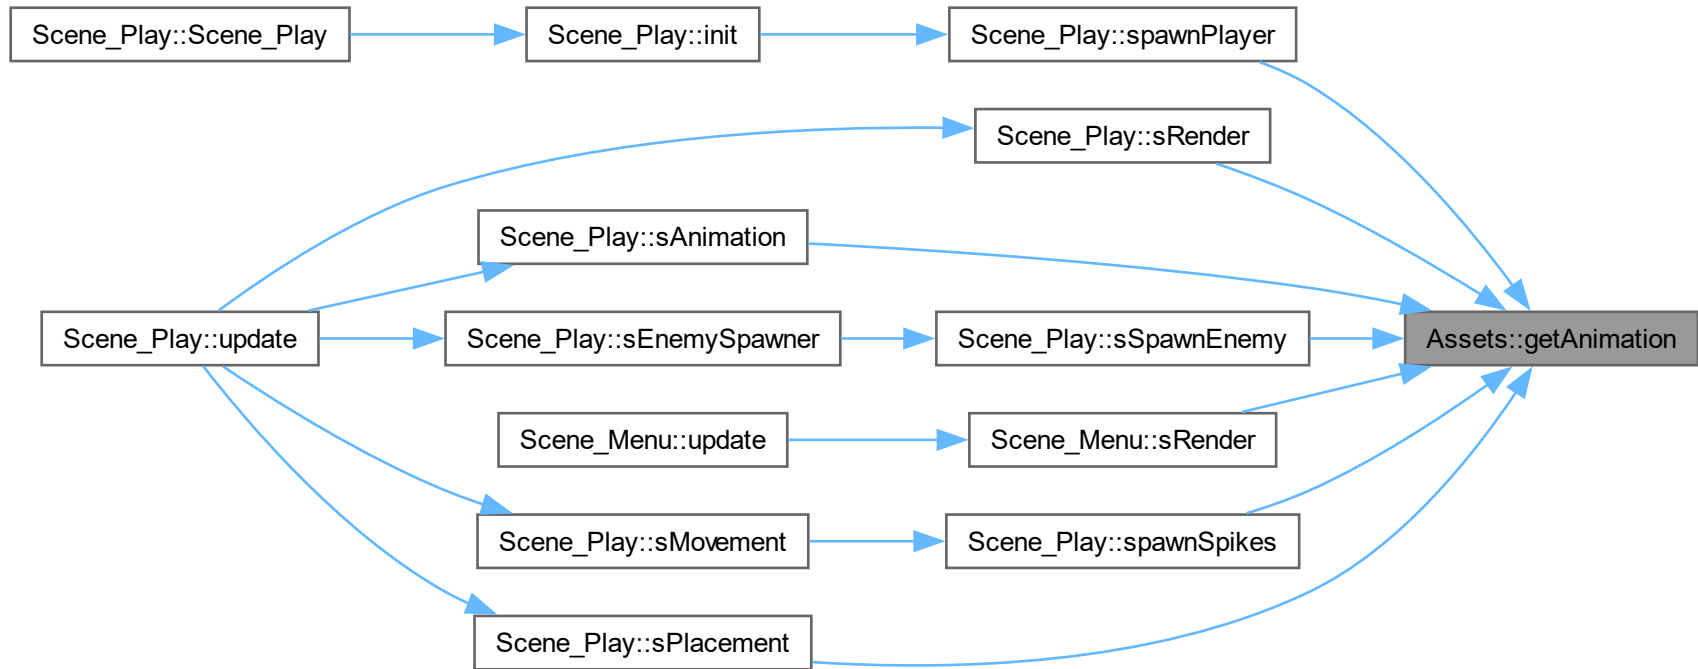 Scene_Play::Scene_Play
Scene_Play::init
Scene_Play::spawnPlayer
Scene_Play::sRender
Scene_Play::sAnimation
Scene_Play::update
Scene_Play::sEnemySpawner
Scene_Play::sSpawnEnemy
Assets::getAnimation
Scene_Menu::update
Scene_Menu::sRender
Scene_Play::sMovement
Scene_Play::spawnSpikes
Scene_Play::sPlacement